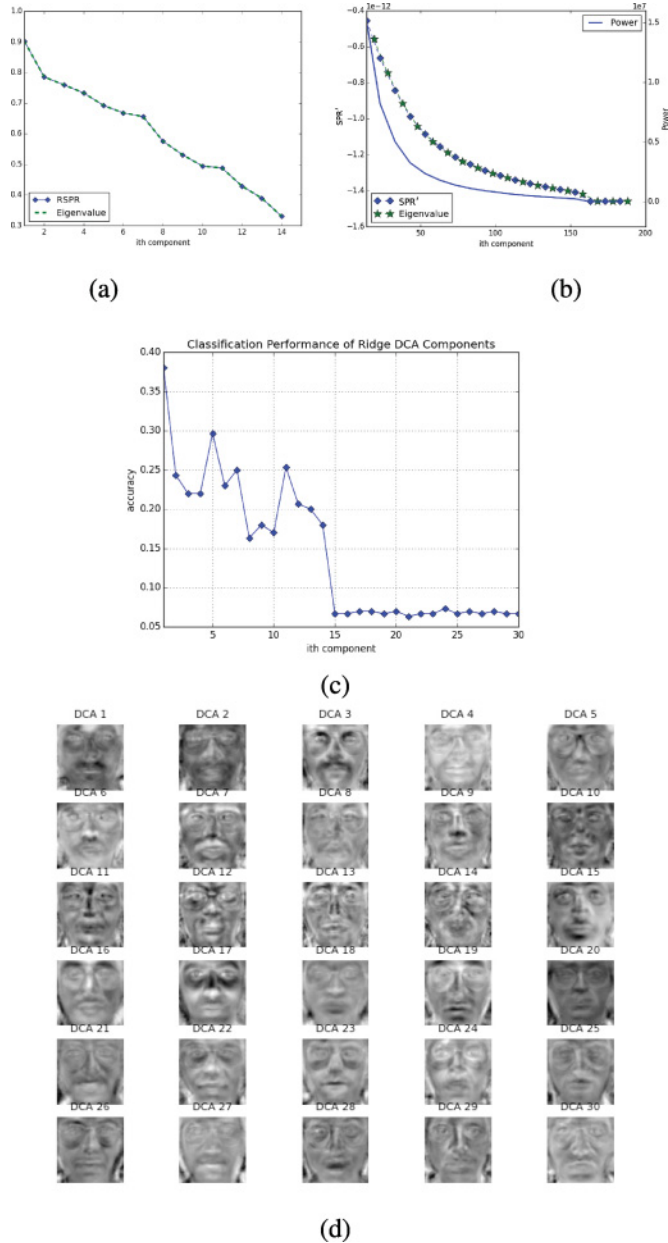 1.0
0.9
0.8
0.7
0.6
0.5
0.4
0.3
RSPR
Eigenvalue
2 4 6 8 10 12 14
ith component
(a)
1e−12
1e7
−0.4
−0.6
−0.8
−1.0
−1.2
−1.4
−1.6
SPR'
Power
1.5
1.0
0.5
0.0
Power
SPR'
Eigenvalue
50 100 150 200
ith component
(b)
Classification Performance of Ridge DCA Components
0.40
0.35
0.30
0.25
0.20
0.15
0.10
0.05
accuracy
5 10 15 20 25 30
ith component
(c)
DCA 1 DCA 2 DCA 3 DCA 4 DCA 5
DCA 6 DCA 7 DCA 8 DCA 9 DCA 10
DCA 11 DCA 12 DCA 13 DCA 14 DCA 15
DCA 16 DCA 17 DCA 18 DCA 19 DCA 20
DCA 21 DCA 22 DCA 23 DCA 24 DCA 25
DCA 26 DCA 27 DCA 28 DCA 29 DCA 30
(d)